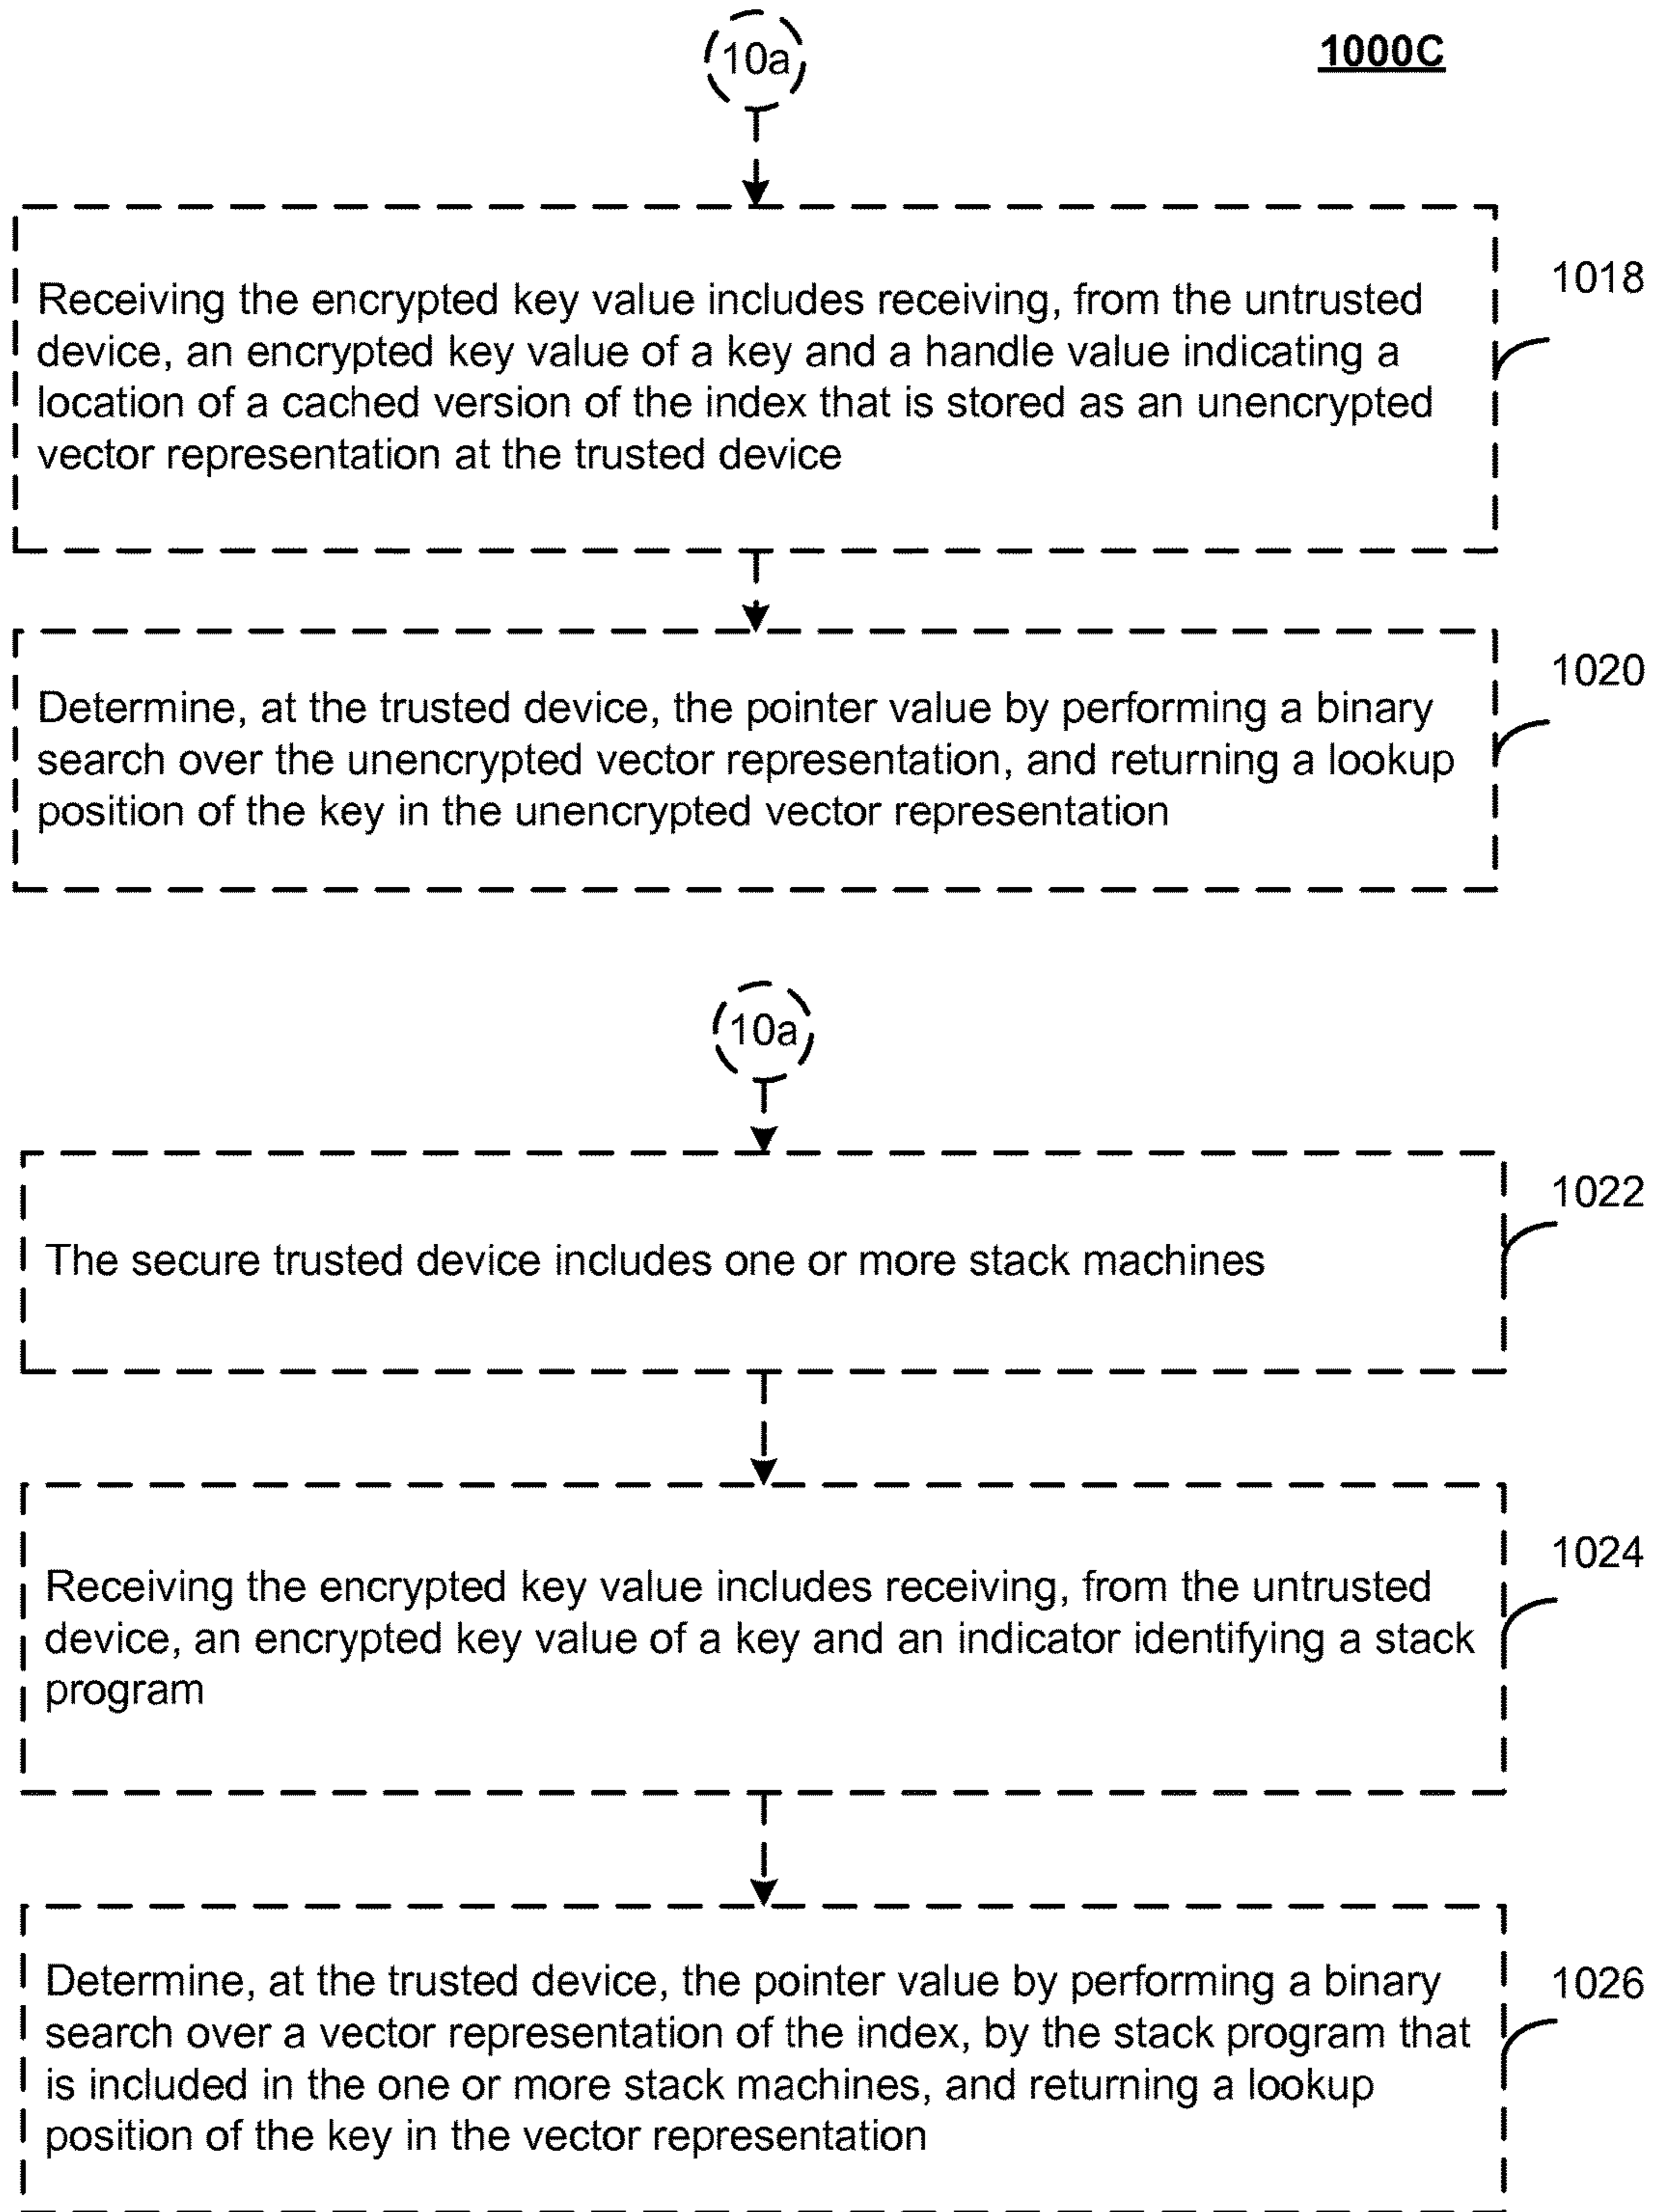 10a
1000C
1018
Receiving the encrypted key value includes receiving, from the untrusted
device, an encrypted key value of a key and a handle value indicating a
location of a cached version of the index that is stored as an unencrypted
vector representation at the trusted device
1020
Determine, at the trusted device, the pointer value by performing a binary
search over the unencrypted vector representation, and returning a lookup
position of the key in the unencrypted vector representation
10a
1022
The secure trusted device includes one or more stack machines
1024
Receiving the encrypted key value includes receiving, from the untrusted
device, an encrypted key value of a key and an indicator identifying a stack
program
1026
Determine, at the trusted device, the pointer value by performing a binary
search over a vector representation of the index, by the stack program that
is included in the one or more stack machines, and returning a lookup
position of the key in the vector representation